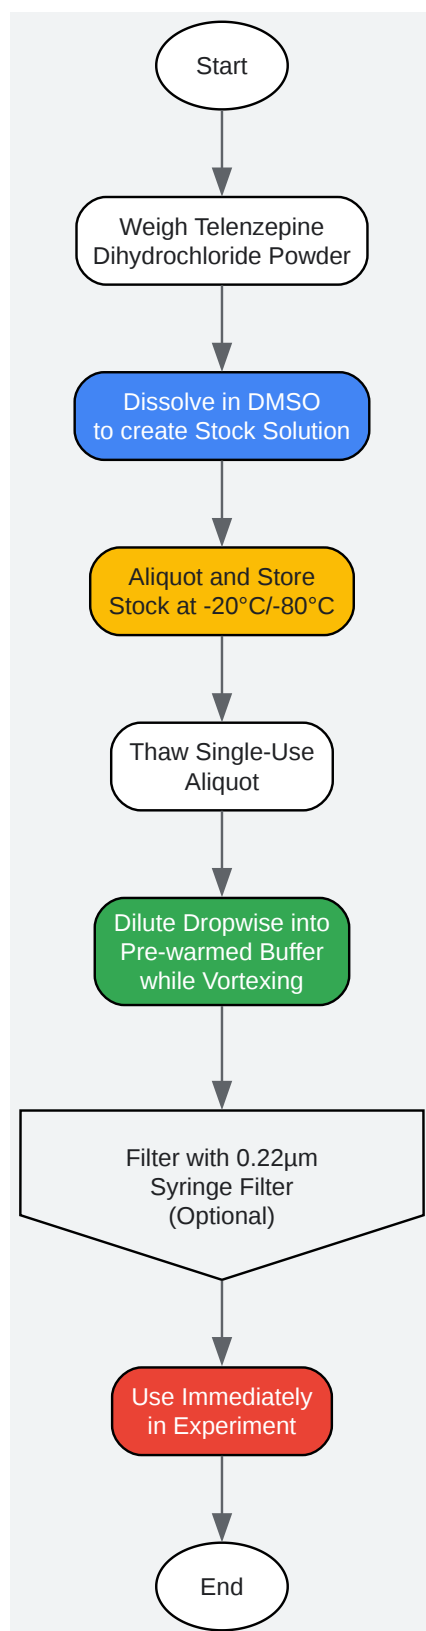 Start
Weigh Telenzepine
Dihydrochloride Powder
Dissolve in DMSO
to create Stock Solution
Aliquot and Store
Stock at -20°C/-80°C
Thaw Single-Use
Aliquot
Dilute Dropwise into
Pre-warmed Buffer
while Vortexing
Filter with 0.22µm
Syringe Filter
(Optional)
Use Immediately
in Experiment
End